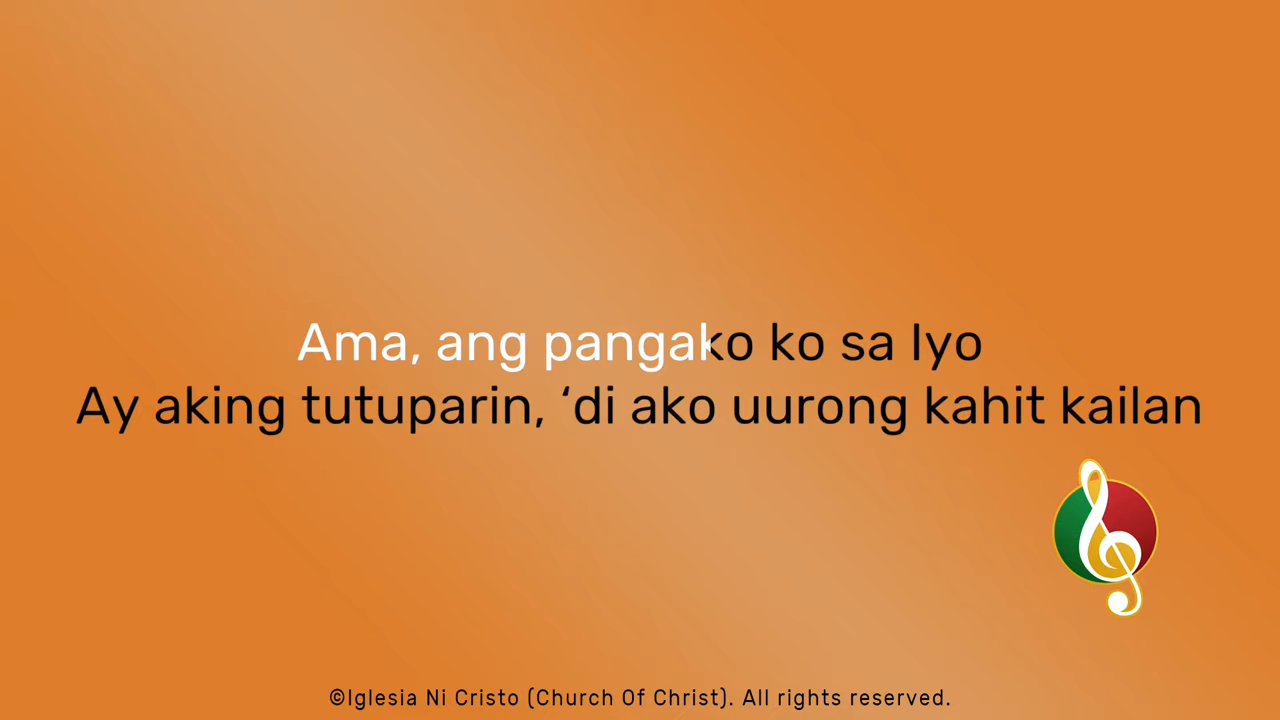 Ama, ang pangako ko sa Iyo
Ay aking tutuparin, ‘di ako uurong kahit kailan
©Iglesia Ni Cristo (Church Of Christ). All rights reserved.